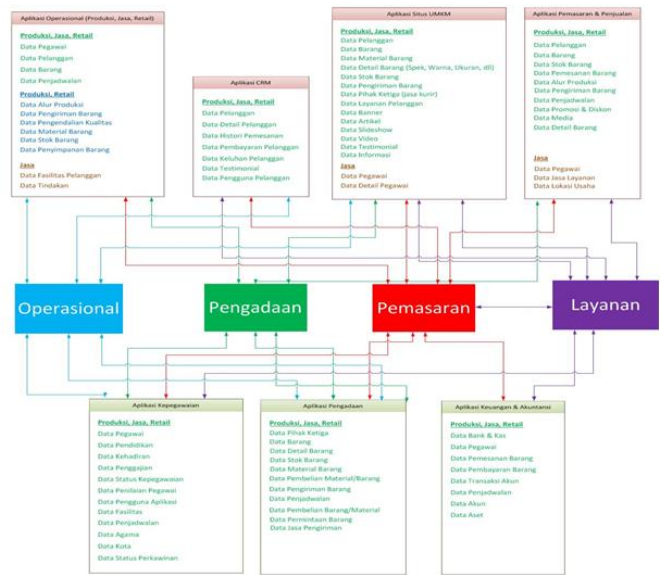 Aplikasi Operasional (Produksi, Jasa, Retail)
Produksi, Jasa, Retail
Data Pegawai
Data Pelanggan
Data Barang
Data Penjadwalan
Produksi, Retail
Data Alur Produksi
Data Pengiriman Barang
Data Pengendalian Kualitas
Data Material Barang
Data Stok Barang
Data Penyimpanan Barang
Jasa
Data Fasilitas Pelanggan
Data Tindakan
Aplikasi CRM
Produksi, Jasa, Retail
Data Pelanggan
Data Detail Pelanggan
Data Histori Pemesanan
Data Pembayaran Pelanggan
Data Keluhan Pelanggan
Data Testimonial
Data Pengguna Pelanggan
Aplikasi Situs UMKM
Produksi, Jasa, Retail
Data Pelanggan
Data Barang
Data Material Barang
Data Detail Barang (Spek, Warna, Ukuran, dll)
Data Stok Barang
Data Pengiriman Barang
Data Pihak Ketiga (jasa kurir)
Data Layanan Pelanggan
Data Banner
Data Artikel
Data Slideshow
Data Video
Data Testimonial
Data Informasi
Jasa
Data Pegawai
Data Detail Pegawai
Aplikasi Pemasaran & Penjualan
Produksi, Jasa, Retail
Data Pelanggan
Data Barang
Data Stok Barang
Data Pemesanan Barang
Data Alur Produksi
Data Pengiriman Barang
Data Penjadwalan
Data Promosi & Diskon
Data Media
Data Detail Barang
Jasa
Data Pegawai
Data Jasa Layanan
Data Lokasi Usaha
Operasional
Pengadaan
Pemasaran
Layanan
Aplikasi Kepegawaian
Produksi, Jasa, Retail
Data Pegawai
Data Pendidikan
Data Kehadiran
Data Penggajian
Data Status Kepegawaian
Data Penilaian Pegawai
Data Pengguna Aplikasi
Data Fasilitas
Data Penjadwalan
Data Agama
Data Kota
Data Status Perkawinan
Aplikasi Pengadaan
Produksi, Jasa, Retail
Data Pihak Ketiga
Data Barang
Data Detail Barang
Data Stok Barang
Data Material Barang
Data Pembelian Material/Barang
Data Pengiriman Barang
Data Penjadwalan
Data Pembelian Barang/Material
Data Permintaan Barang
Data Jasa Pengiriman
Aplikasi Keuangan & Akuntansi
Produksi, Jasa, Retail
Data Bank & Kas
Data Pegawai
Data Pemesanan Barang
Data Pembayaran Barang
Data Transaksi Akun
Data Penjadwalan
Data Akun
Data Aset